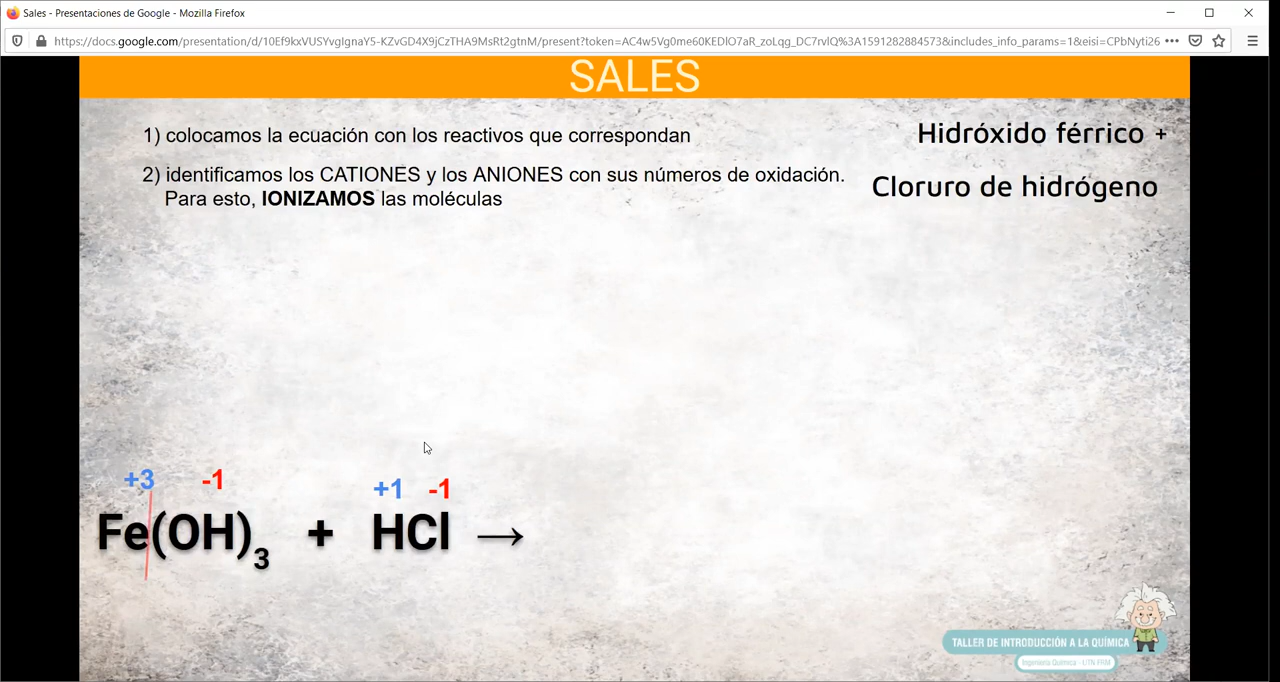 Sales - Presentaciones de Google - Mozilla Firefox
https://docs.google.com/presentation/d/10Ef9kxVUSYvgIgnaY5-KZvGD4X9jCzTHA9MsRt2gtnM/present?token=AC4w5Vg0me60KEDlO7aR_zoLqg_DC7rvlQ%3A1591282884573&includes_info_params=1&eisi=CPbNyti26
SALES
1) colocamos la ecuación con los reactivos que correspondan
Hidróxido férrico +
2) identificamos los CATIONES y los ANIONES con sus números de oxidación.
Para esto, IONIZAMOS las moléculas
Cloruro de hidrógeno
+3 -1 +1 -1
Fe(OH)3 + HCl →
TALLER DE INTRODUCCIÓN A LA QUÍMICA
Ingeniería Química - UTN FRM